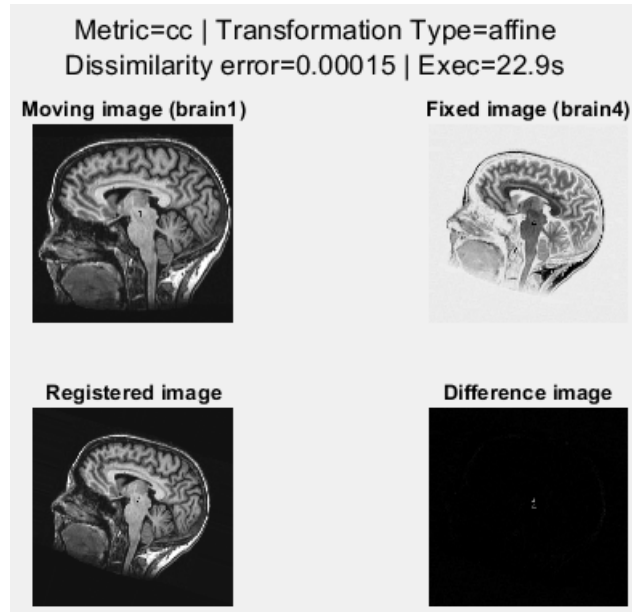 Metric=cc | Transformation Type=affine
Dissimilarity error=0.00015 | Exec=22.9s
Moving image (brain1)
Fixed image (brain4)
Registered image
Difference image